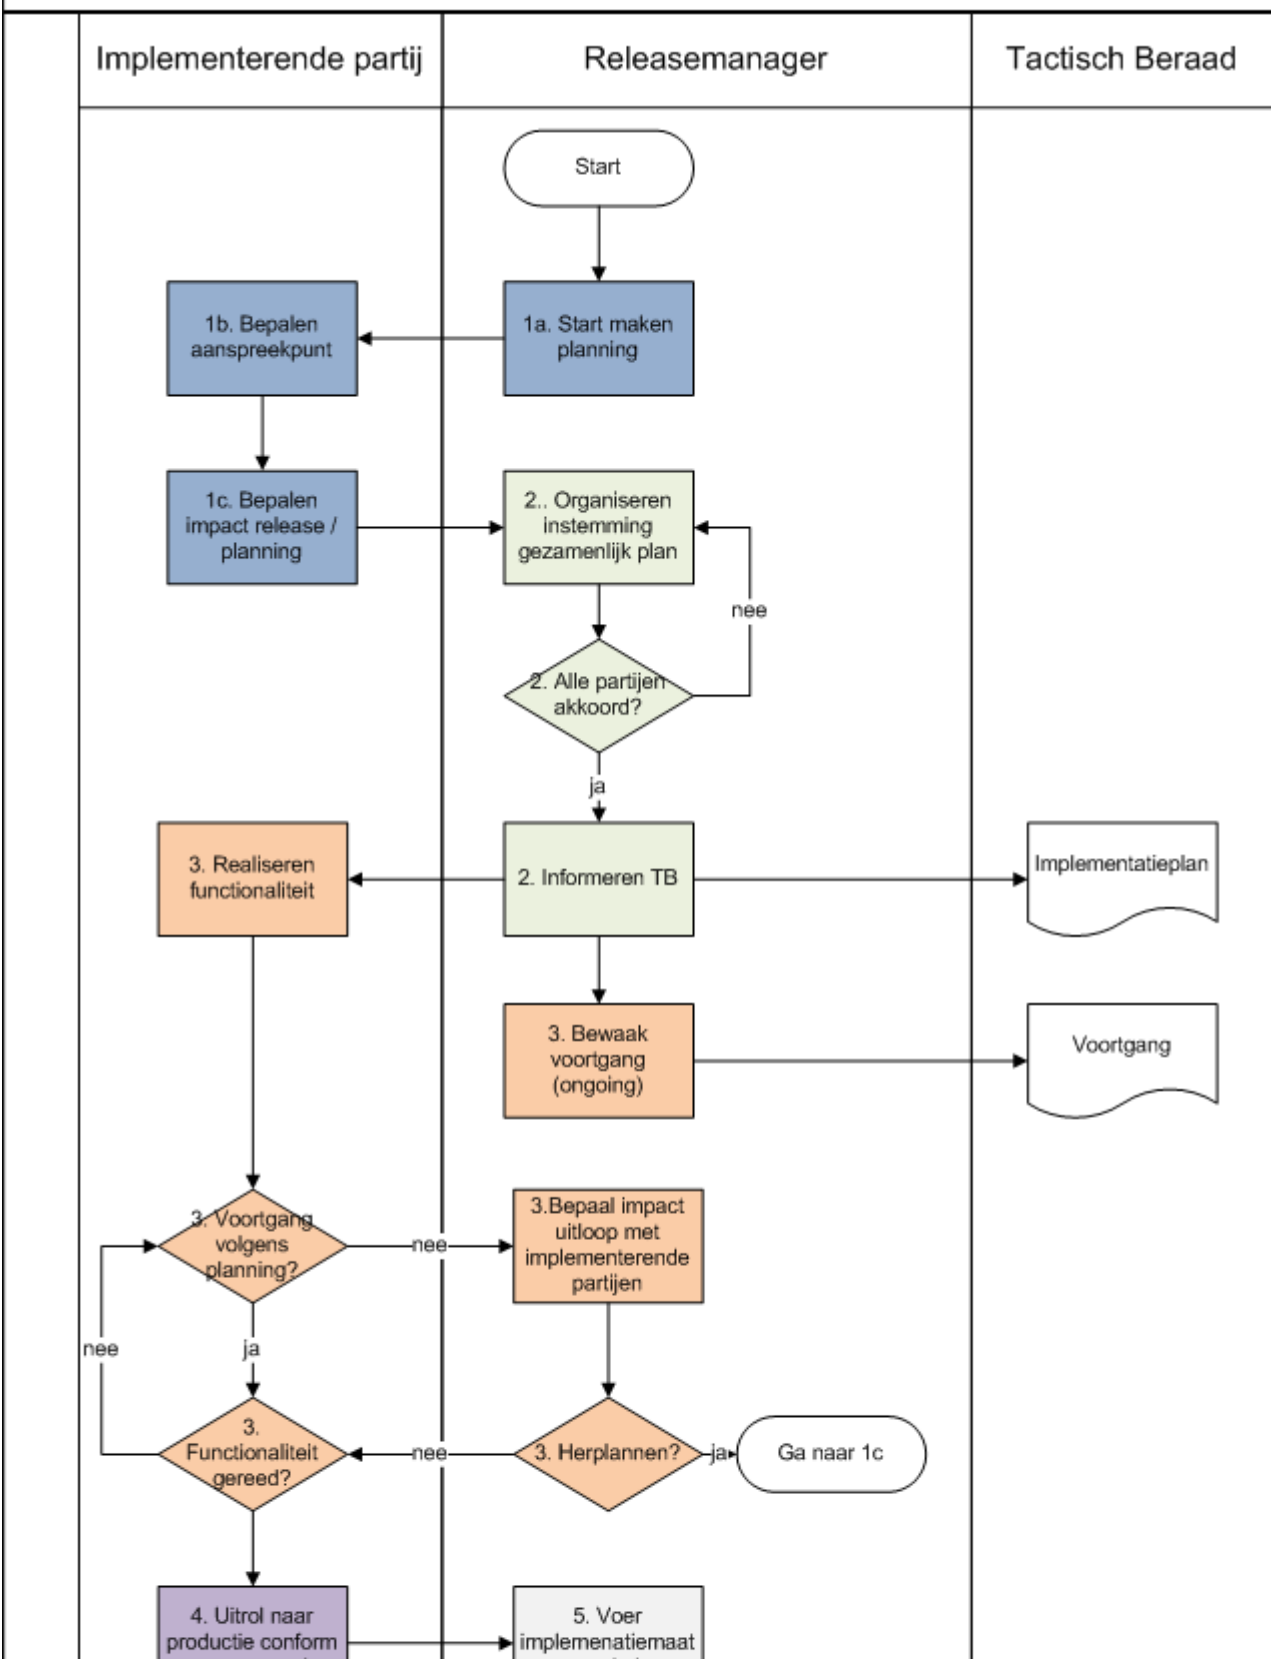 Implementerende partij
Releasemanager
Tactisch Beraad
Start
1b. Bepalen
aanspreekpunt
1a. Start maken
planning
1c. Bepalen
impact release /
planning
2.. Organiseren
instemming
gezamenlijk plan
nee
2. Alle partijen
akkoord?
ja
3. Realiseren
functionaliteit
2. Informeren TB
Implementatieplan
3. Bewaak
voortgang
(ongoing)
Voortgang
3. Voortgang
volgens
planning?
nee
3.Bepaal impact
uitloop met
implementerende
partijen
nee
ja
3.
Functionaliteit
gereed?
nee
3. Herplannen?
ja
Ga naar 1c
4. Uitrol naar
productie conform
5. Voer
implemenatiemaat